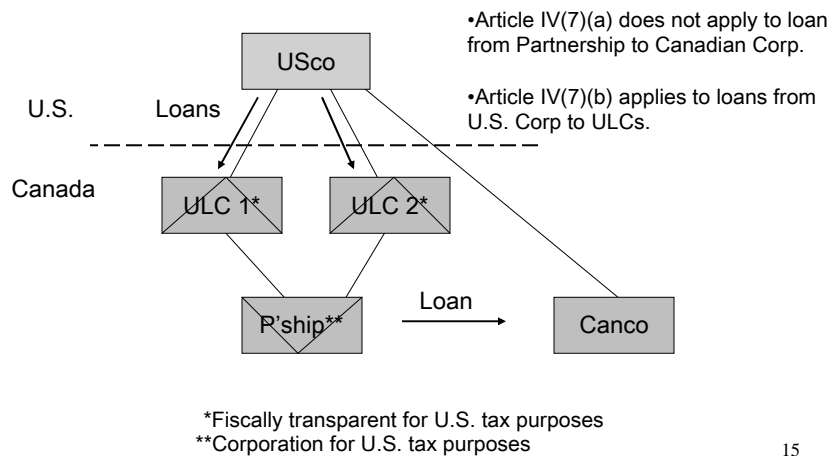 •Article IV(7)(a) does not apply to loan
from Partnership to Canadian Corp.
USco
•Article IV(7)(b) applies to loans from
U.S. Corp to ULCs.
U.S.
Loans
Canada
ULC 1*
ULC 2*
Loan
P'ship**
Canco
*Fiscally transparent for U.S. tax purposes
**Corporation for U.S. tax purposes
15